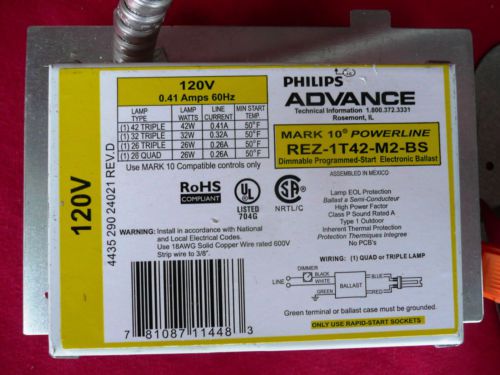 120V
4435 290 24021 REV.D
120V
0.41 Amps 60Hz
LAMP TYPE LAMP WATTS LINE CURRENT MIN START TEMP.
(1) 42 TRIPLE 42W 0.41A 50°F
(1) 32 TRIPLE 32W 0.32A 50°F
(1) 26 TRIPLE 26W 0.26A 50°F
(1) 26 QUAD 26W 0.26A 50°F
Use MARK 10 Compatible controls only
RoHS
COMPLIANT
UL
LISTED
704G
SA
NRTL/C
WARNING: Install in accordance with National
and Local Electrical Codes.
Use 18AWG Solid Copper Wire rated 600V
Strip wire to 3/8".
7 81087 11448 3
PHILIPS
ADVANCE
Technical Information 1.800.372.3331
Rosemont, IL
MARK 10® POWERLINE
REZ-1T42-M2-BS
Dimmable Programmed-Start Electronic Ballast
ASSEMBLED IN MEXICO
Lamp EOL Protection
Ballast a Semi-Conducteur
High Power Factor
Class P Sound Rated A
Type 1 Outdoor
Inherent Thermal Protection
Protection Thermiques Integree
No PCB's
WIRING: (1) QUAD or TRIPLE LAMP
DIMMER
LINE
BLACK
WHITE
GREEN
BALLAST
BLUE
RED
Green terminal or ballast case must be grounded.
ONLY USE RAPID-START SOCKETS